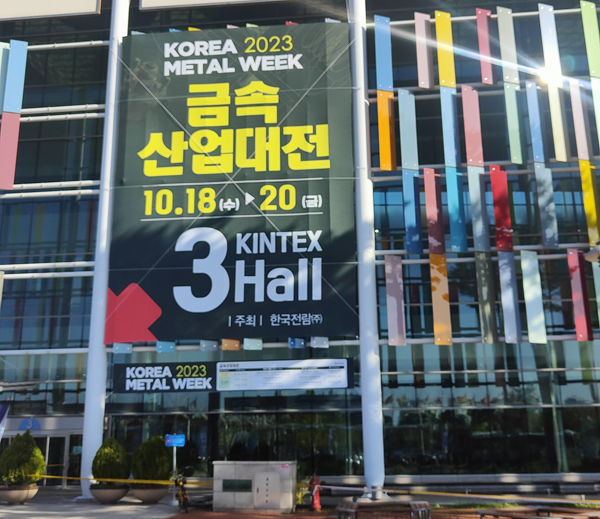 KOREA 2023
METAL WEEK
금속
산업대전
10.18(수) ▶ 20(금)
3 KINTEX
Hall
| 주최 | 한국전람(주)
KOREA 2023
METAL WEEK
3